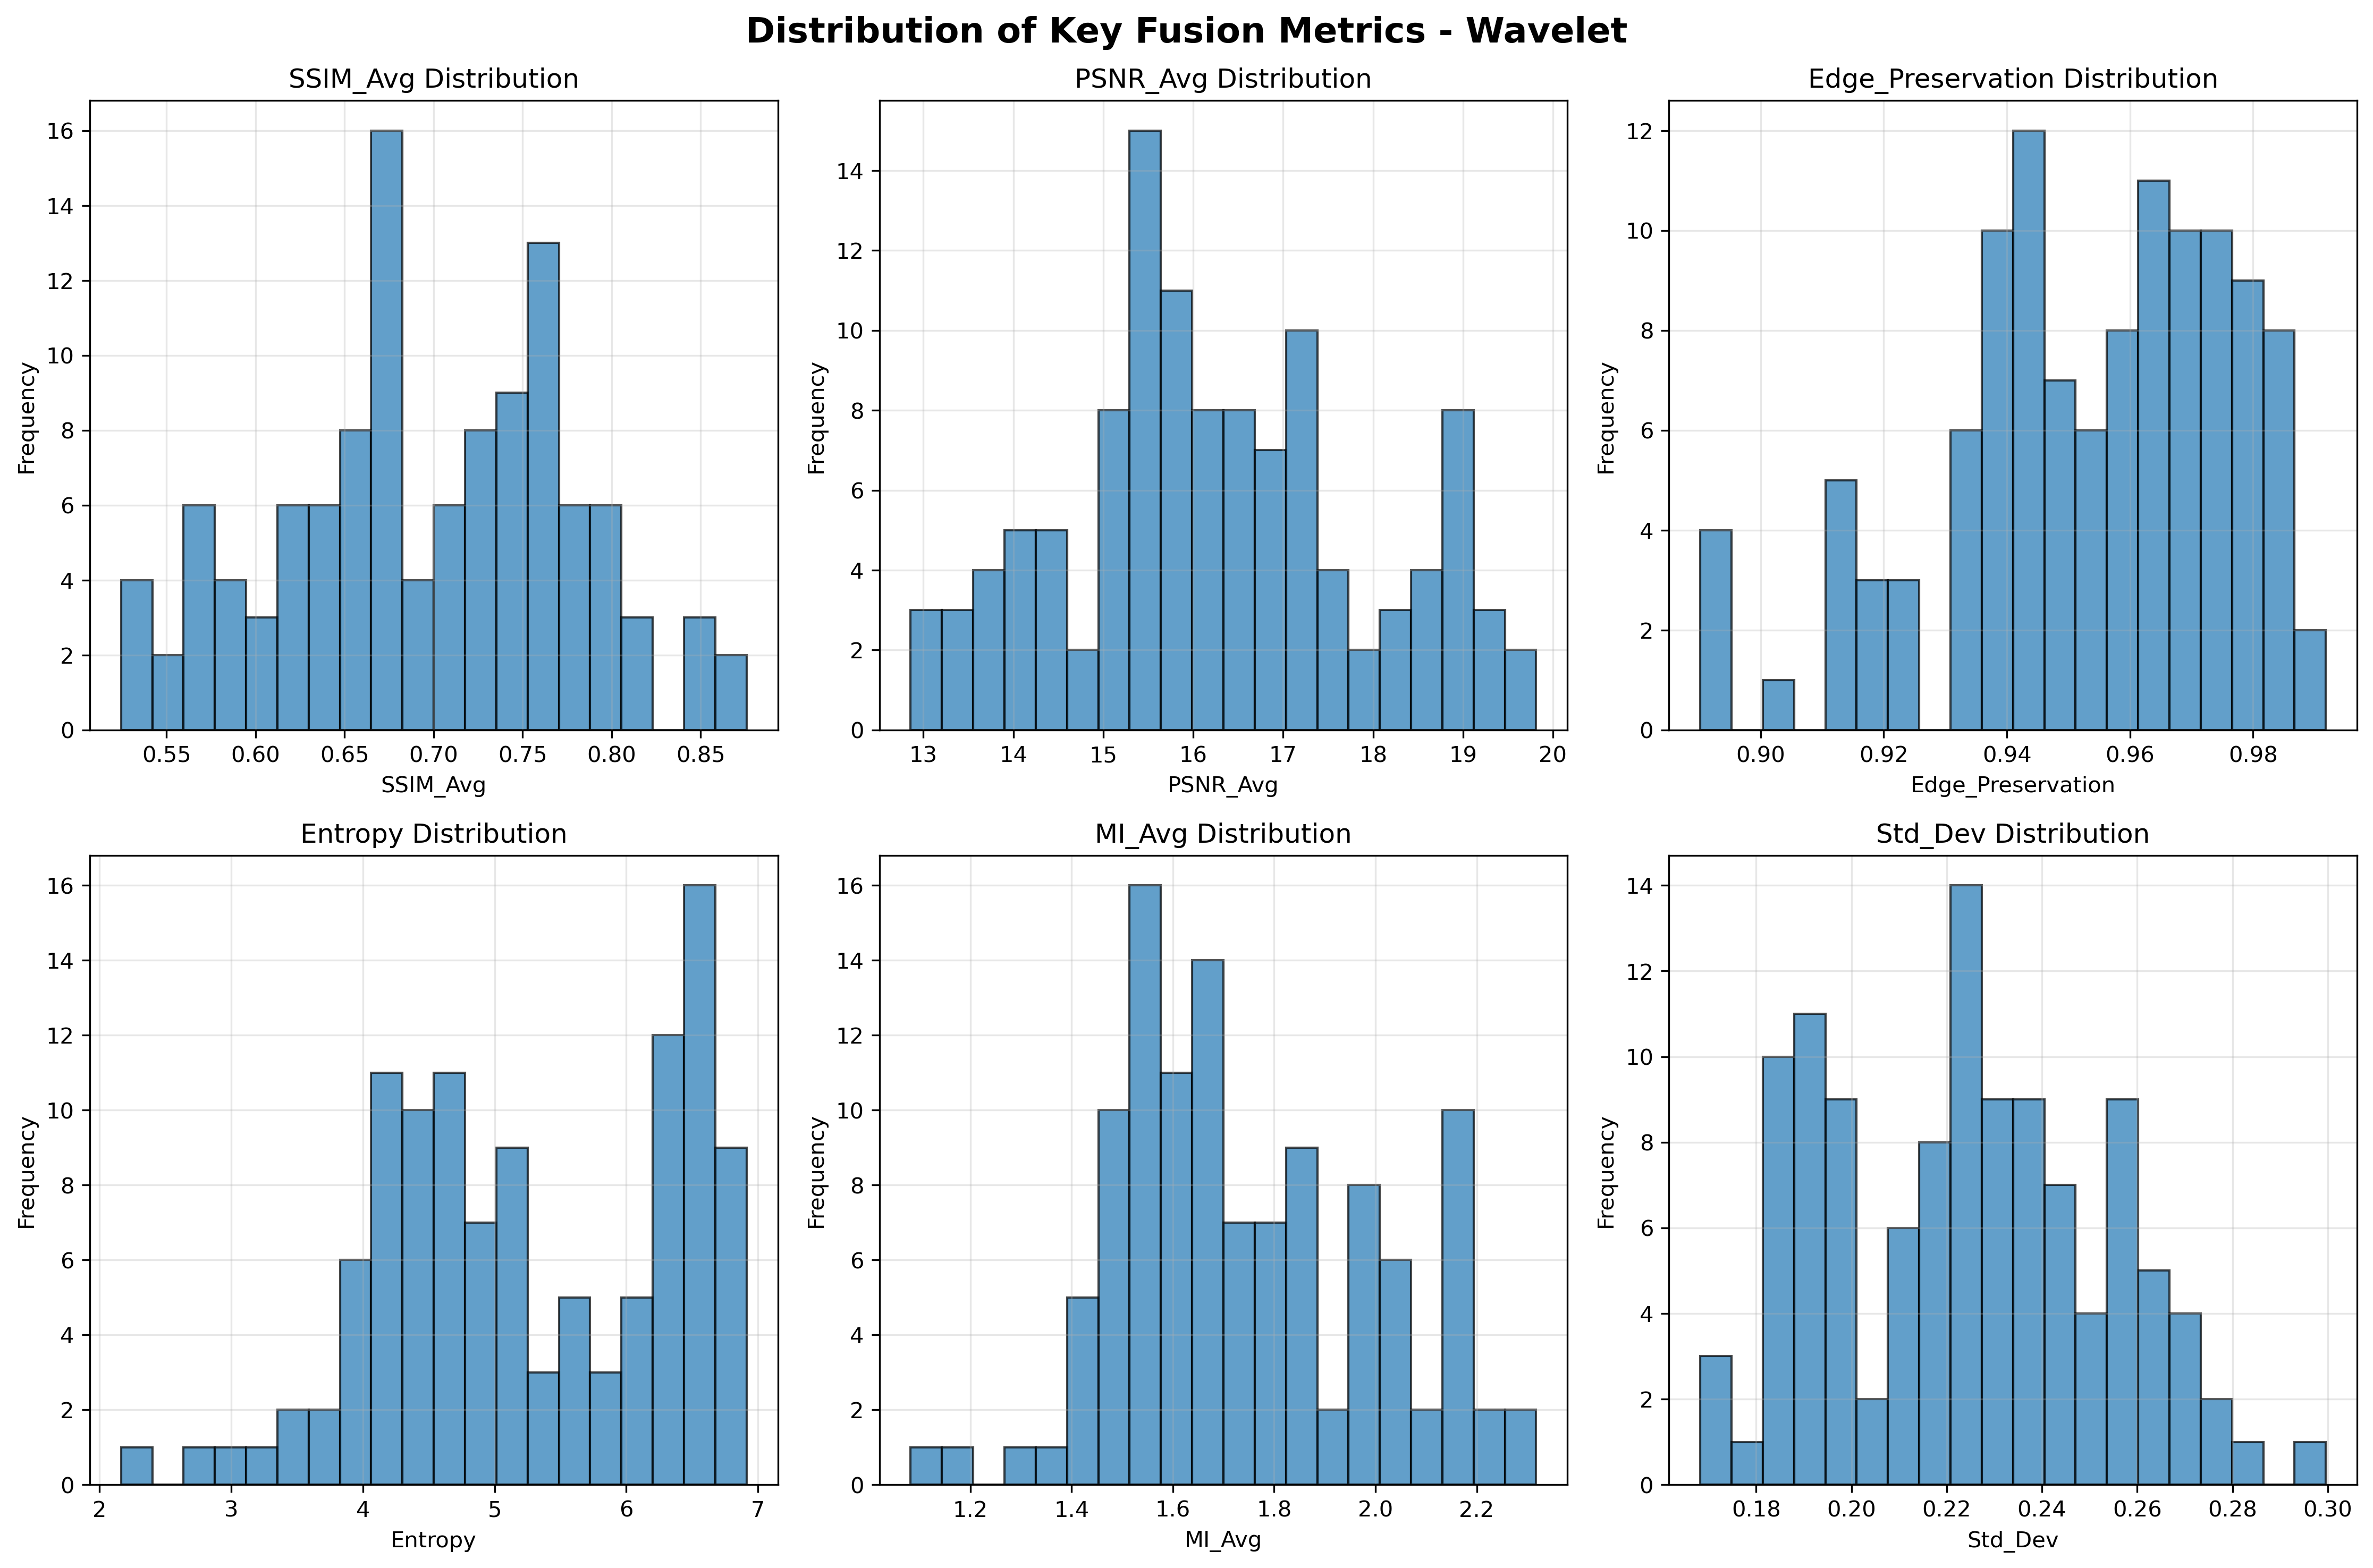 Distribution of Key Fusion Metrics - Wavelet
SSIM_Avg Distribution
Frequency
0 2 4 6 8 10 12 14 16
0.55 0.60 0.65 0.70 0.75 0.80 0.85
SSIM_Avg
PSNR_Avg Distribution
Frequency
0 2 4 6 8 10 12 14
13 14 15 16 17 18 19 20
PSNR_Avg
Edge_Preservation Distribution
Frequency
0 2 4 6 8 10 12
0.90 0.92 0.94 0.96 0.98
Edge_Preservation
Entropy Distribution
Frequency
0 2 4 6 8 10 12 14 16
2 3 4 5 6 7
Entropy
MI_Avg Distribution
Frequency
0 2 4 6 8 10 12 14 16
1.2 1.4 1.6 1.8 2.0 2.2
MI_Avg
Std_Dev Distribution
Frequency
0 2 4 6 8 10 12 14
0.18 0.20 0.22 0.24 0.26 0.28 0.30
Std_Dev